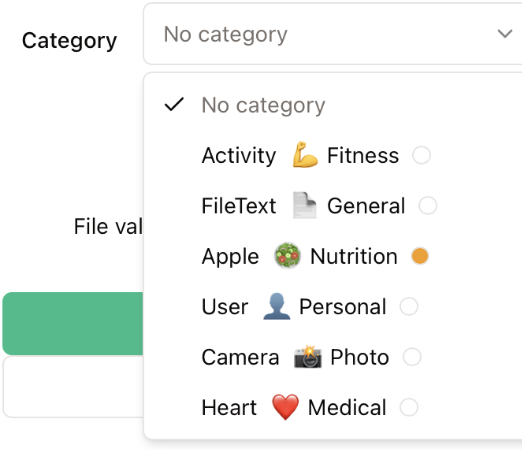 Category
No category
No category
Activity 💪 Fitness
FileText 📄 General
Apple 🥗 Nutrition
File val
User 👤 Personal
Camera 📸 Photo
Heart ❤️ Medical